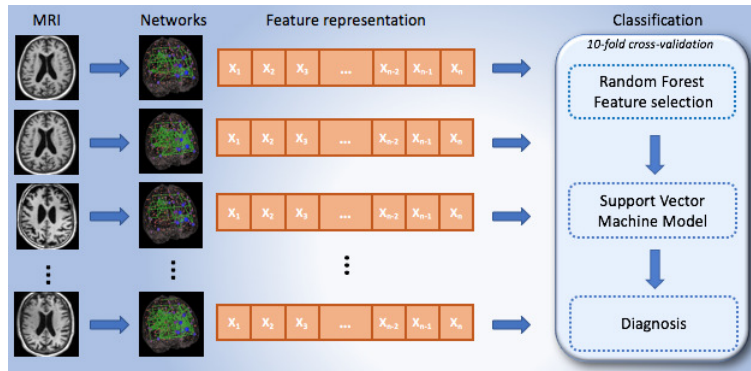 MRI Networks Feature representation Classification
10-fold cross-validation
X1 X2 X3 ... Xn-2 Xn-1 Xn
Random Forest
Feature selection
X1 X2 X3 ... Xn-2 Xn-1 Xn
X1 X2 X3 ... Xn-2 Xn-1 Xn
Support Vector
Machine Model
X1 X2 X3 ... Xn-2 Xn-1 Xn
Diagnosis